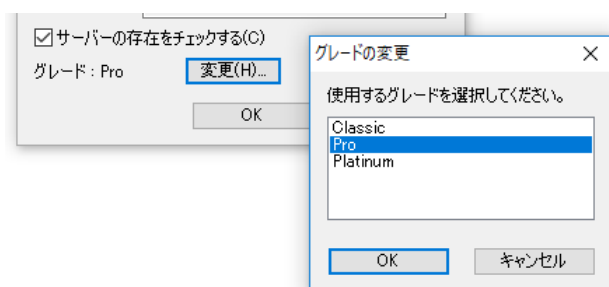 サーバーの存在をチェックする(C)
グレード : Pro
変更(H)...
OK
グレードの変更
使用するグレードを選択してください。
Classic
Pro
Platinum
OK
キャンセル